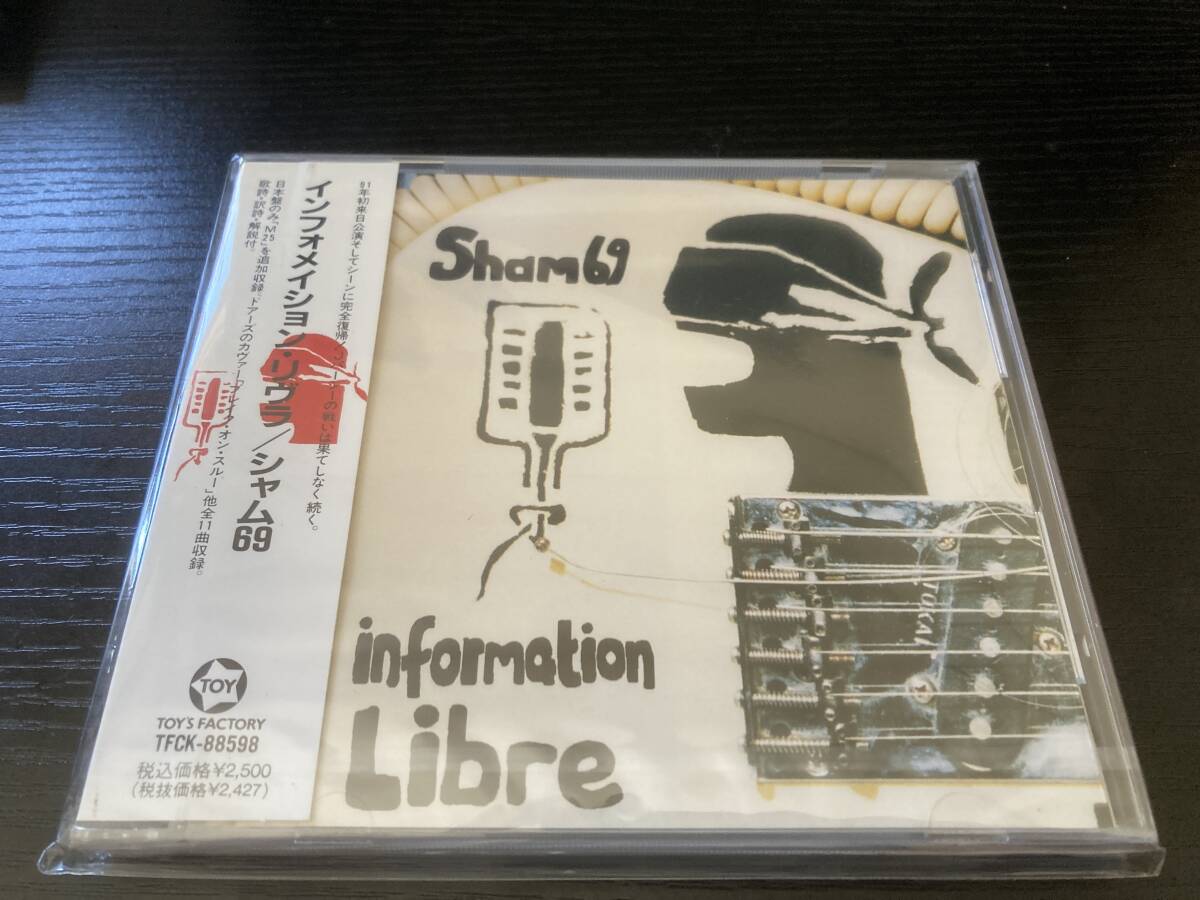 91年初来日公演そしてシーンに完全復帰
の戦いは果てしなく続く。
インフォメイション・リヴラ/シャム69
日本盤のみ「M25」を追加収録。ドアーズのカヴァー「ブレイク・オン・スルー」他全11曲収録。
歌詩・訳詩・解説付。
TOY
TOY'S FACTORY
TFCK-88598
税込価格¥2,500
(税抜価格¥2,427)
Sham 69
information
Libre
TOKAI